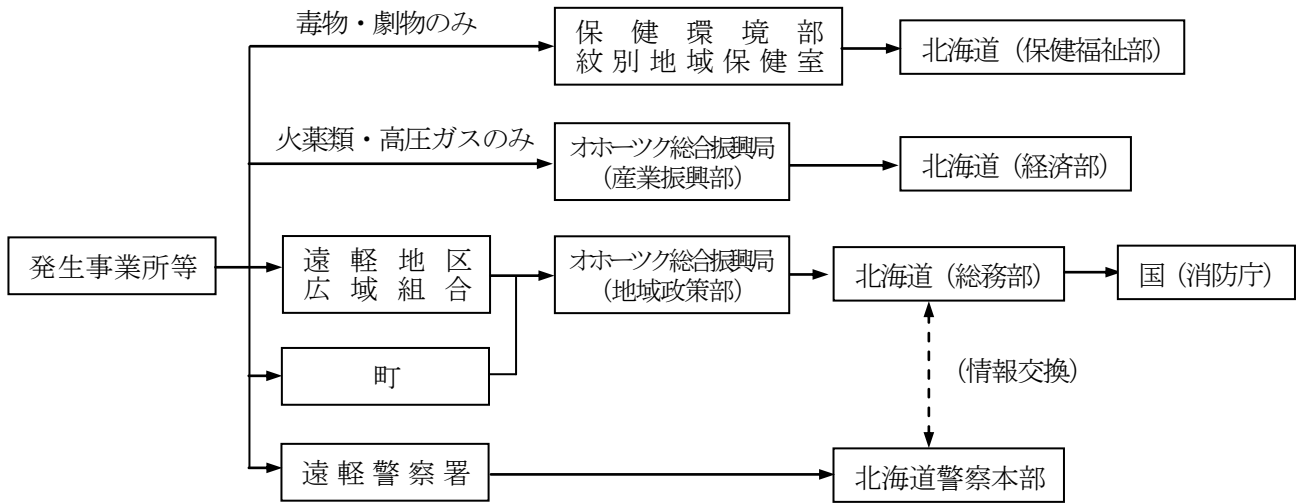 毒物・劇物のみ
保健環境部
紋別地域保健室
北海道（保健福祉部）
火薬類・高圧ガスのみ
オホーツク総合振興局
（産業振興部）
北海道（経済部）
発生事業所等
遠軽地区
広域組合
オホーツク総合振興局
（地域政策部）
北海道（総務部）
国（消防庁）
町
（情報交換）
遠軽警察署
北海道警察本部